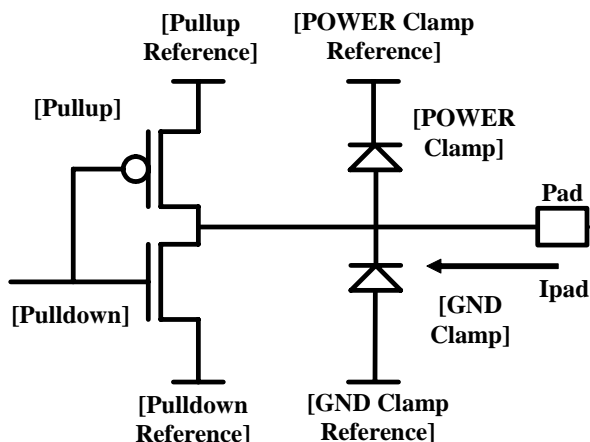 [Pullup
Reference]
[POWER Clamp
Reference]
[Pullup]
[POWER
Clamp]
Pad
[Pulldown]
Ipad
[GND
Clamp]
[Pulldown
Reference]
[GND Clamp
Reference]